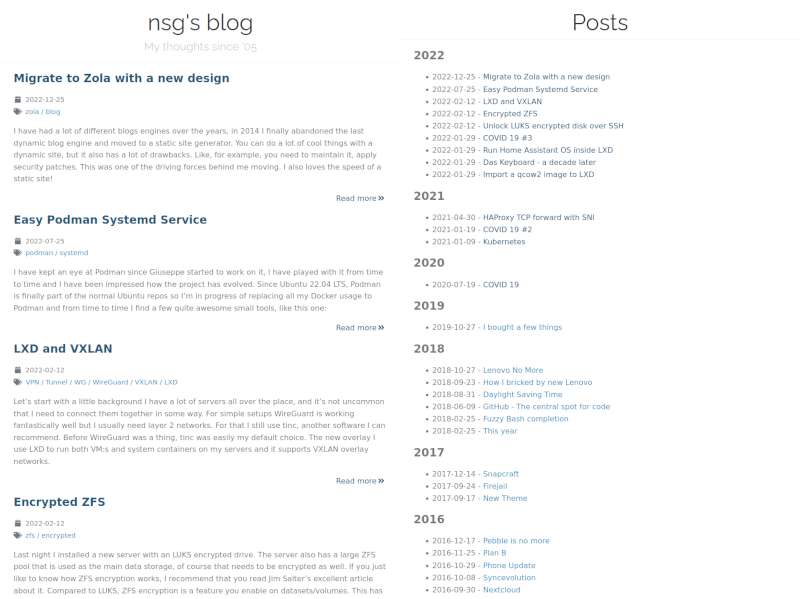 nsg's blog
My thoughts since '05
Migrate to Zola with a new design
2022-12-25
zola / blog
I have had a lot of different blogs engines over the years, in 2014 I finally abandoned the last
dynamic blog engine and moved to a static site generator. You can do a lot of cool things with a
dynamic site, but it also has a lot of drawbacks. Like, for example, you need to maintain it, apply
security patches. This was one of the driving forces behind me moving. I also loves the speed of a
static site!
Read more
Easy Podman Systemd Service
2022-07-25
podman / systemd
I have kept an eye at Podman since Giuseppe started to work on it, I have played with it from time
to time and I have been impressed how the project has evolved. Since Ubuntu 22.04 LTS, Podman
is finally part of the normal Ubuntu repos so I'm in progress of replacing all my Docker usage to
Podman and from time to time I find a few quite awesome small tools, like this one:
Read more
LXD and VXLAN
2022-02-12
VPN / Tunnel / WG / WireGuard / VXLAN / LXD
Let's start with a little background I have a lot of servers all over the place, and it's not uncommon
that I need to connect them together in some way. For simple setups WireGuard is working
fantastically well but I usually need layer 2 networks. For that I still use tinc, another software I can
recommend. Before WireGuard was a thing, tinc was easily my default choice. The new overlay I
use LXD to run both VM:s and system containers on my servers and it supports VXLAN overlay
networks.
Read more
Encrypted ZFS
2022-02-12
zfs / encrypted
Last night I installed a new server with an LUKS encrypted drive. The server also has a large ZFS
pool that is used as the main data storage, of course that needs to be encrypted as well. If you just
like to know how ZFS encryption works, I recommend that you read Jim Salter's excellent article
about it. Compared to LUKS, ZFS encryption is a feature you enable on datasets/volumes. This has
Posts
2022
2022-12-25 - Migrate to Zola with a new design
2022-07-25 - Easy Podman Systemd Service
2022-02-12 - LXD and VXLAN
2022-02-12 - Encrypted ZFS
2022-02-12 - Unlock LUKS encrypted disk over SSH
2022-01-29 - COVID 19 #3
2022-01-29 - Run Home Assistant OS inside LXD
2022-01-29 - Das Keyboard - a decade later
2022-01-29 - Import a qcow2 image to LXD
2021
2021-04-30 - HAProxy TCP forward with SNI
2021-01-19 - COVID 19 #2
2021-01-09 - Kubernetes
2020
2020-07-19 - COVID 19
2019
2019-10-27 - I bought a few things
2018
2018-10-27 - Lenovo No More
2018-09-23 - How I bricked by new Lenovo
2018-08-31 - Daylight Saving Time
2018-06-09 - GitHub - The central spot for code
2018-02-25 - Fuzzy Bash completion
2018-02-25 - This year
2017
2017-12-14 - Snapcraft
2017-09-24 - Firejail
2017-09-17 - New Theme
2016
2016-12-17 - Pebble is no more
2016-11-25 - Plan B
2016-10-29 - Phone Update
2016-10-08 - Syncevolution
2016-09-30 - Nextcloud